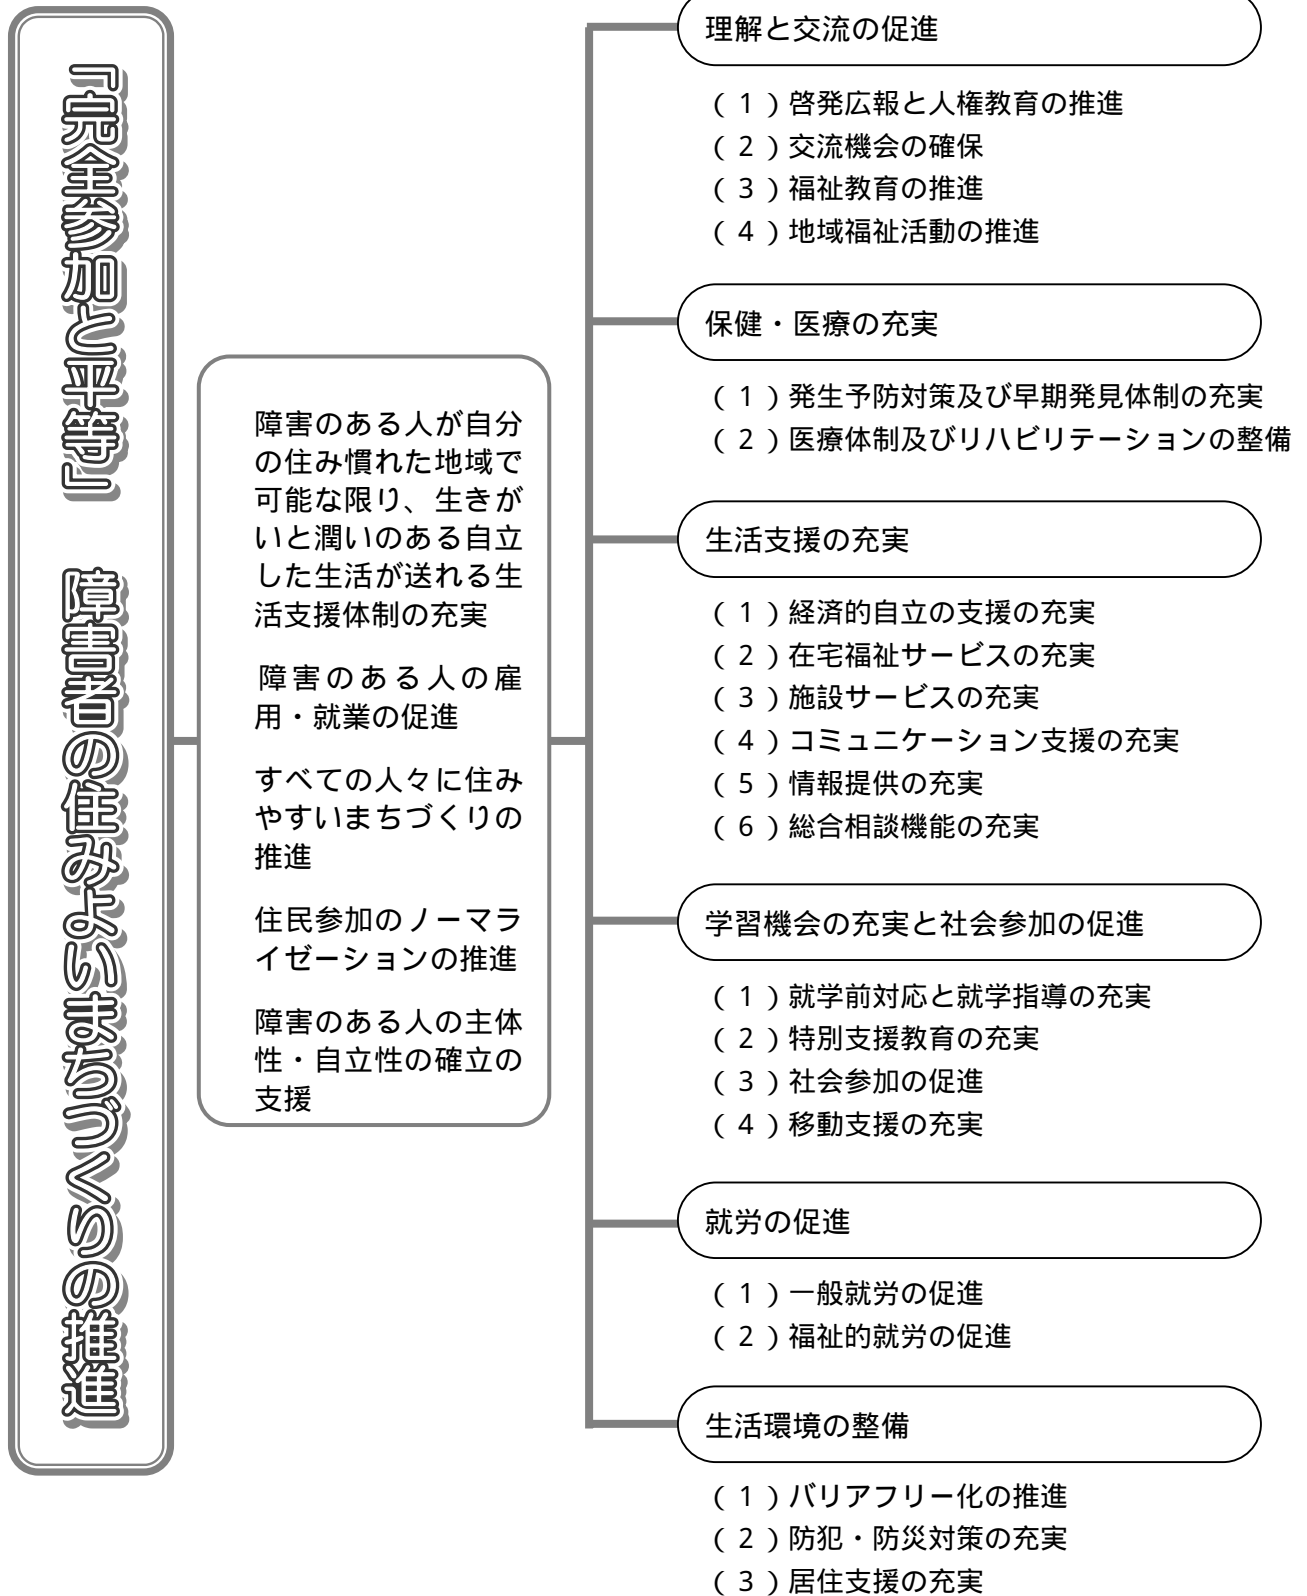 『完全参加と平等』 障害者の住みよいまちづくりの推進
障害のある人が自分
の住み慣れた地域で
可能な限り、生きが
いと潤いのある自立
した生活が送れる生
活支援体制の充実
障害のある人の雇
用・就業の促進
すべての人々に住み
やすいまちづくりの
推進
住民参加のノーマラ
イゼーションの推進
障害のある人の主体
性・自立性の確立の
支援
理解と交流の促進
(1)啓発広報と人権教育の推進
(2)交流機会の確保
(3)福祉教育の推進
(4)地域福祉活動の推進
保健・医療の充実
(1)発生予防対策及び早期発見体制の充実
(2)医療体制及びリハビリテーションの整備
生活支援の充実
(1)経済的自立の支援の充実
(2)在宅福祉サービスの充実
(3)施設サービスの充実
(4)コミュニケーション支援の充実
(5)情報提供の充実
(6)総合相談機能の充実
学習機会の充実と社会参加の促進
(1)就学前対応と就学指導の充実
(2)特別支援教育の充実
(3)社会参加の促進
(4)移動支援の充実
就労の促進
(1)一般就労の促進
(2)福祉的就労の促進
生活環境の整備
(1)バリアフリー化の推進
(2)防犯・防災対策の充実
(3)居住支援の充実